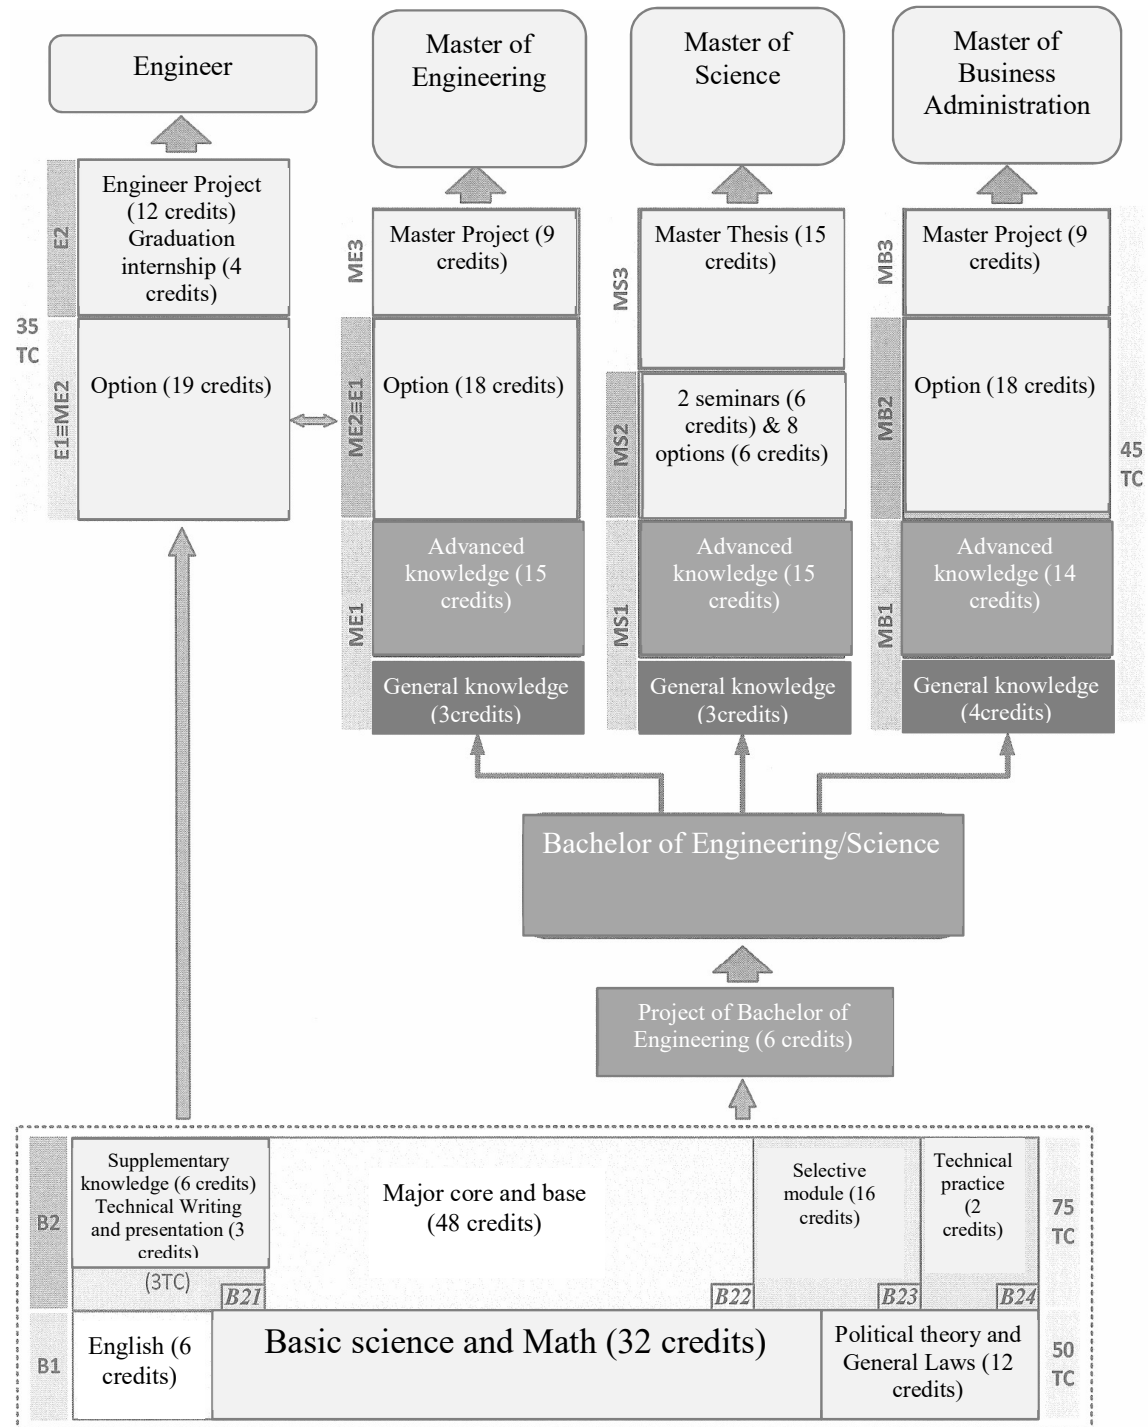 Engineer
Master of
Engineering
Master of
Science
Master of
Business
Administration
E2
Engineer Project
(12 credits)
Graduation
internship (4
credits)
35
TC
E1≡ME2
Option (19 credits)
ME3
Master Project (9
credits)
ME2≡E1
Option (18 credits)
ME1
Advanced
knowledge (15
credits)
General knowledge
(3credits)
MS3
Master Thesis (15
credits)
MS2
2 seminars (6
credits) & 8
options (6 credits)
MS1
Advanced
knowledge (15
credits)
General knowledge
(3credits)
MB3
Master Project (9
credits)
MB2
Option (18 credits)
MB1
Advanced
knowledge (14
credits)
General knowledge
(4credits)
45
TC
Bachelor of Engineering/Science
Project of Bachelor of
Engineering (6 credits)
B2
Supplementary
knowledge (6 credits)
Technical Writing
and presentation (3
credits)
(3TC)
B21
Major core and base
(48 credits)
B22
Selective
module (16
credits)
B23
Technical
practice
(2
credits)
B24
75
TC
B1
English (6
credits)
Basic science and Math (32 credits)
Political theory and
General Laws (12
credits)
50
TC